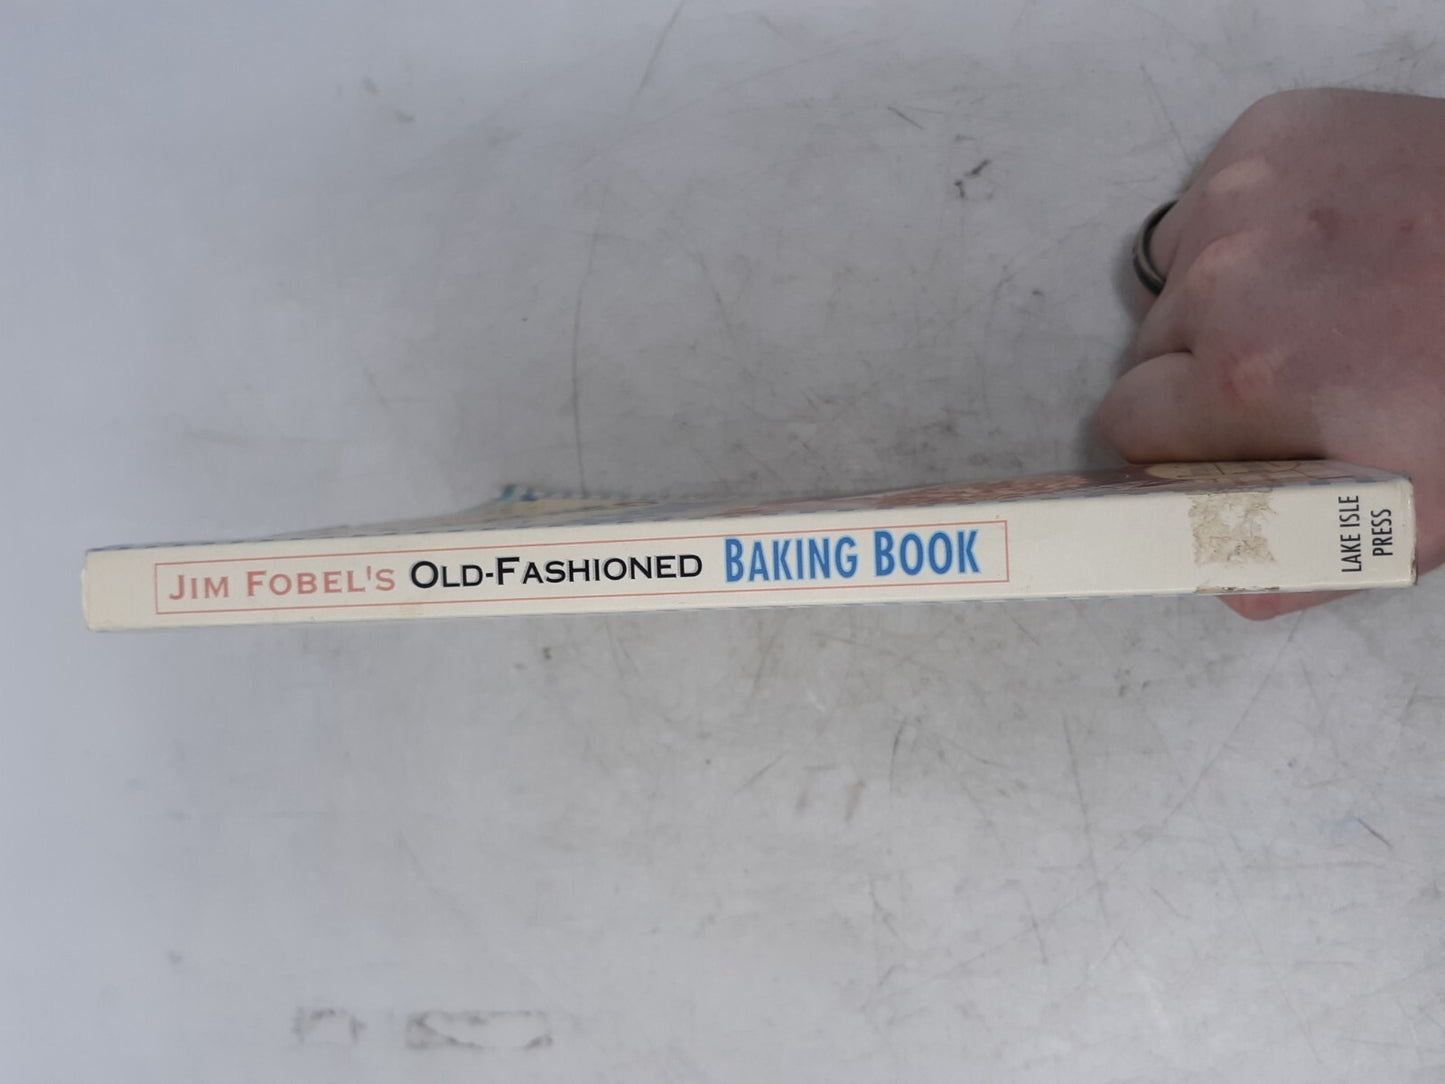 JIM FOBEL'S OLD-FASHIONED BAKING BOOK
LAKE ISLE
PRESS